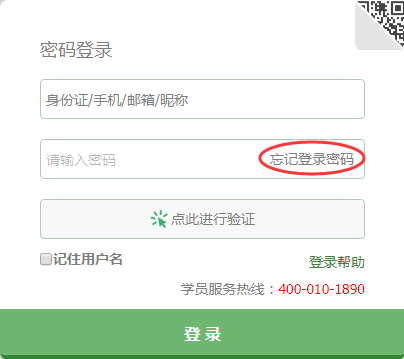 密码登录
身份证/手机/邮箱/昵称
请输入密码 忘记登录密码
点此进行验证
记住用户名 登录帮助
学员服务热线：400-010-1890
登 录